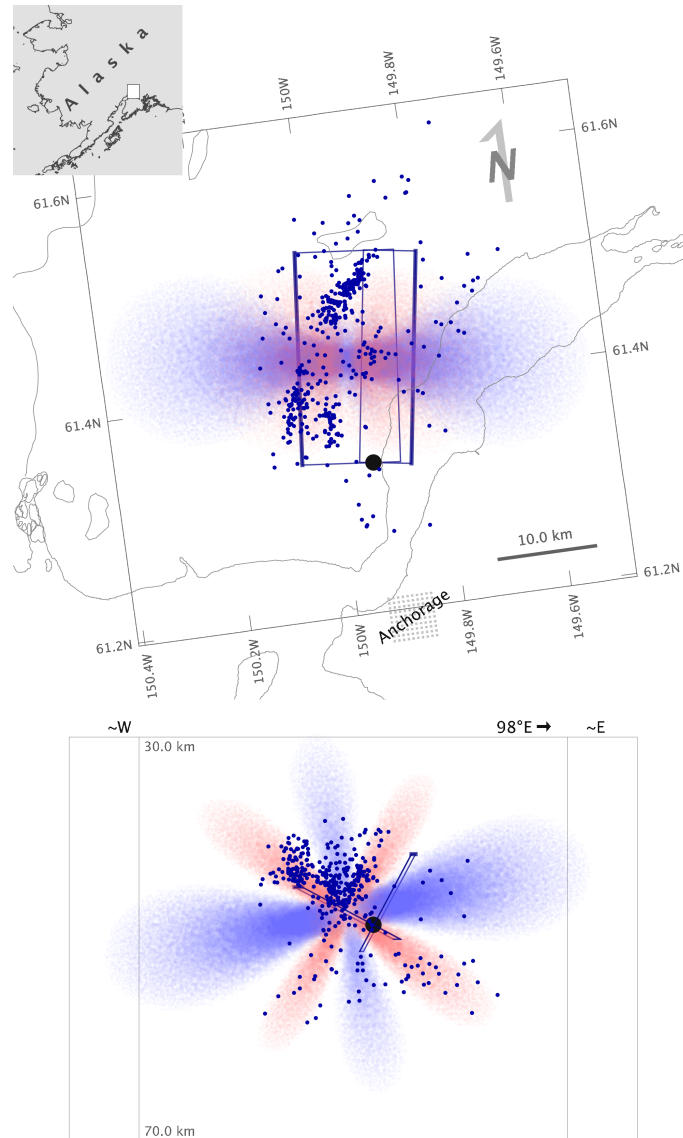 Alaska
150W
149.8W
149.6W
61.6N
N
61.6N
61.4N
61.4N
10.0 km
61.2N
Anchorage
61.2N
150.4W
150.2W
150W
149.8W
149.6W
~W
98°E ➞
~E
30.0 km
70.0 km